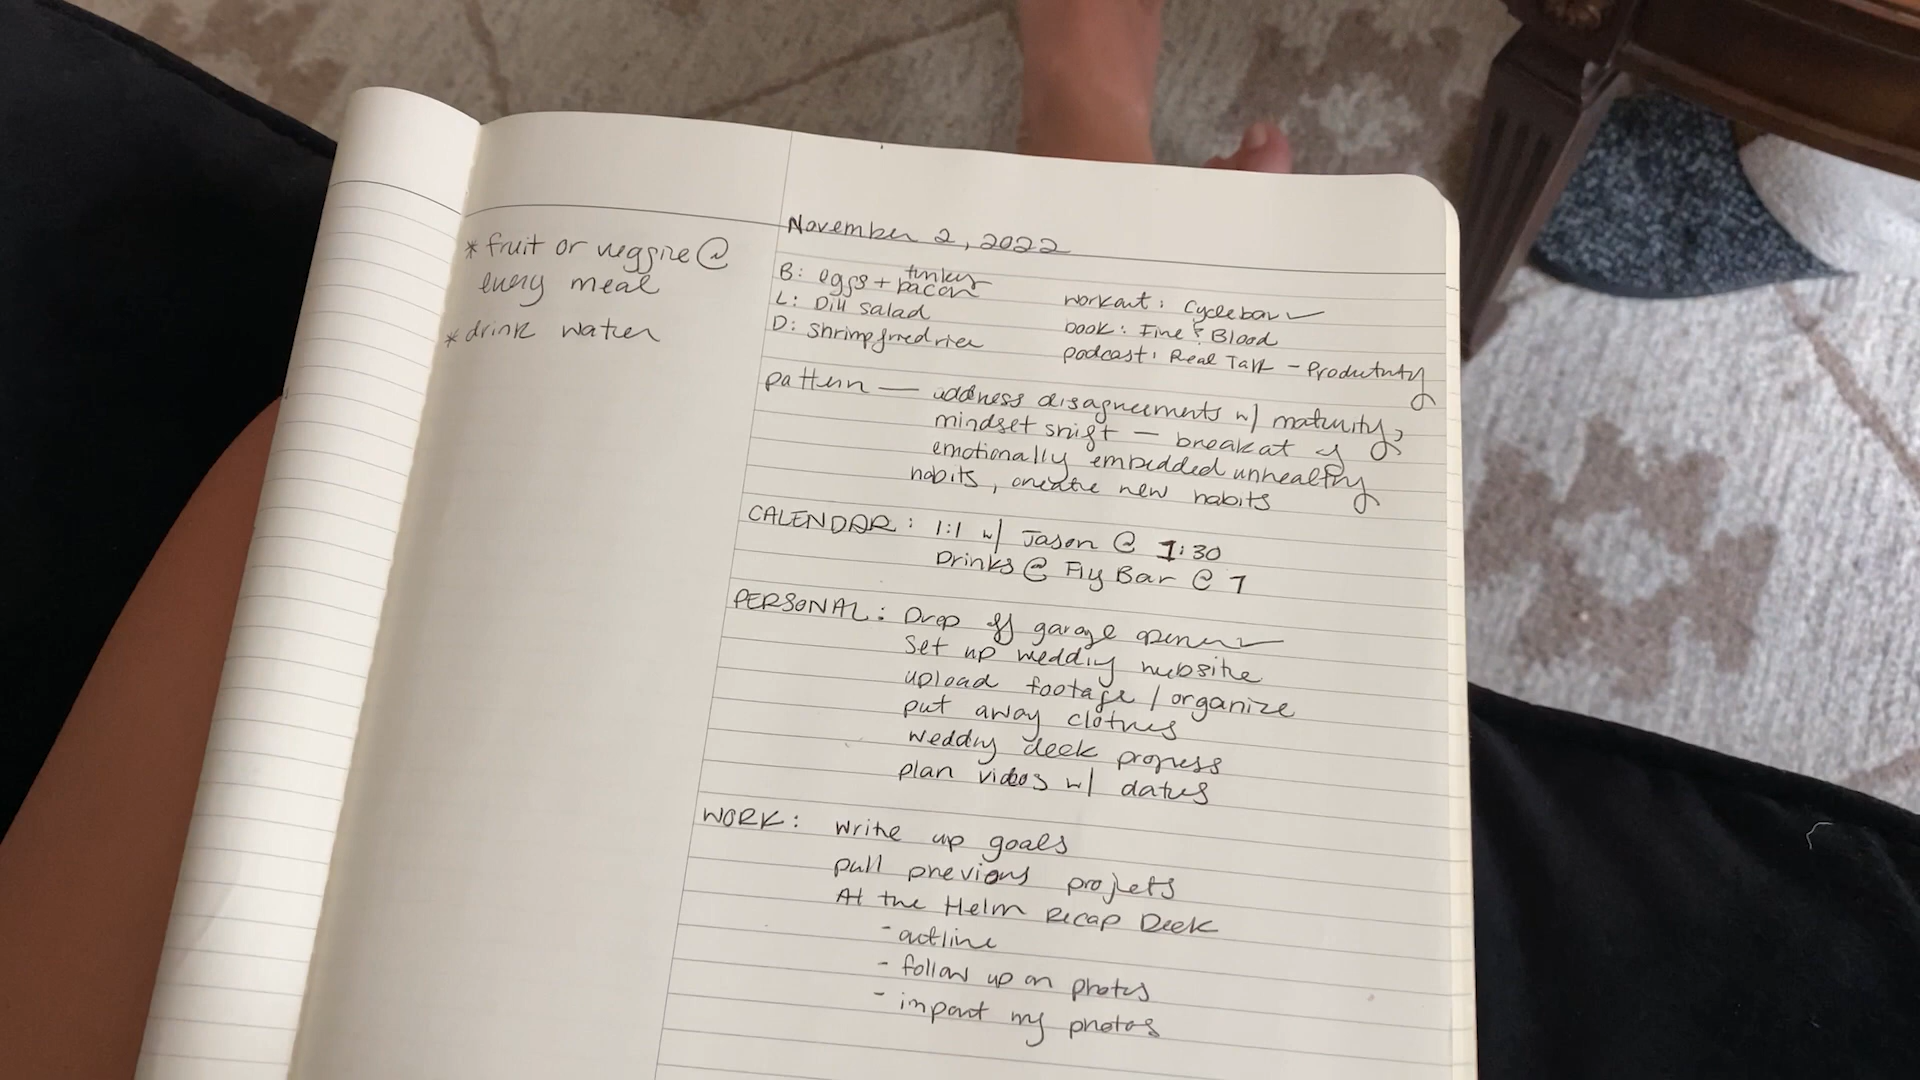 * fruit or veggie @
every meal
* drink water
November 2, 2022
B: eggs + turkey bacon
L: Dill salad
D: shrimp fried rice
workout: Cyclebar ✓
book: Fire & Blood
podcast: Real Talk - Productivity
pattern — address disagreements w/ maturity,
mindset shift —
emotionally embedded unhealthy
habits, create new habits
CALENDAR: 1:1 w/ Jason @ 1:30
Drinks @ Fly Bar @ 7
PERSONAL: Drop off garage opener ✓
Set up wedding website
upload footage / organize
put away clothes
wedding deck progress
plan videos w/ dates
WORK: write up goals
pull previous projects
At the Helm Recap Deck
- outline
- follow up on photos
- import my photos